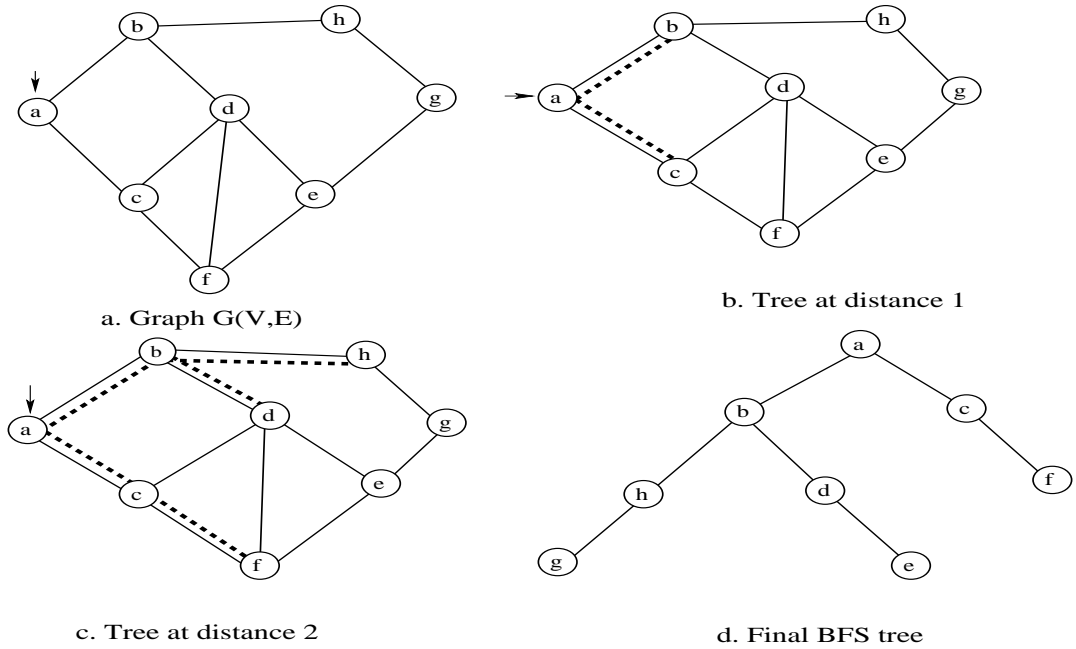 b
h
a
d
g
c
e
f
a. Graph G(V,E)
b
h
a
d
g
c
e
f
b. Tree at distance 1
b
h
a
d
g
c
e
f
c. Tree at distance 2
a
b
c
h
d
f
g
e
d. Final BFS tree